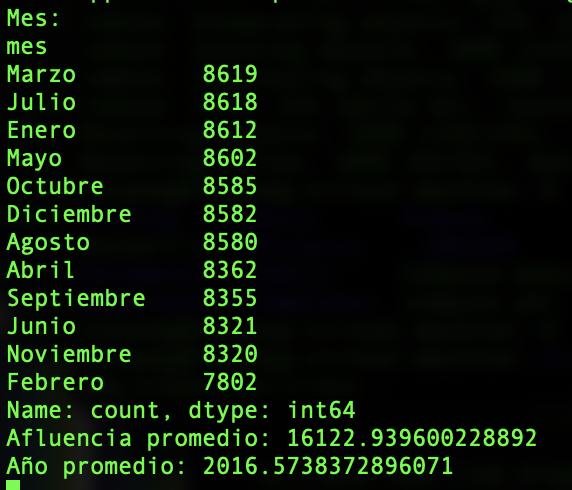 Mes:
mes
Marzo 8619
Julio 8618
Enero 8612
Mayo 8602
Octubre 8585
Diciembre 8582
Agosto 8580
Abril 8362
Septiembre 8355
Junio 8321
Noviembre 8320
Febrero 7802
Name: count, dtype: int64
Afluencia promedio: 16122.939600228892
Año promedio: 2016.5738372896071